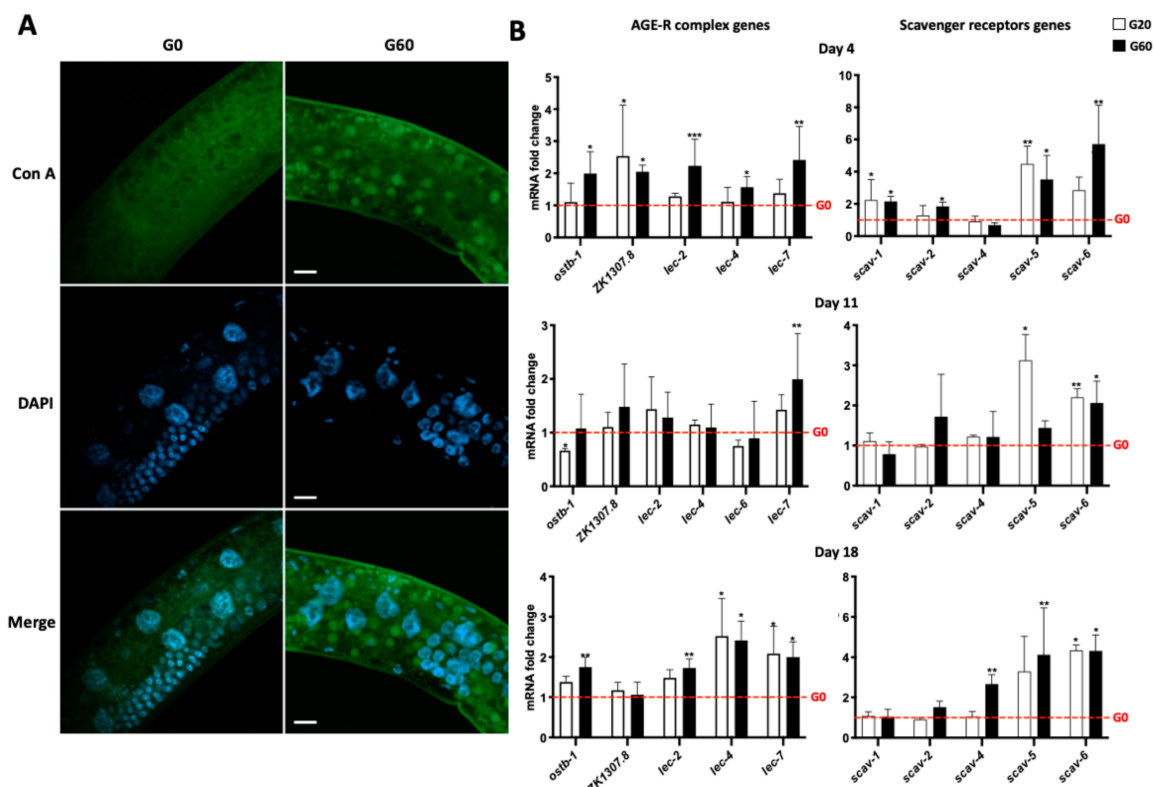 A
G0
G60
Con A
DAPI
Merge
B
AGE-R complex genes
Scavenger receptors genes
G20
G60
Day 4
mRNA fold change
5
4
3
2
1
0
*
*
*
***
*
**
G0
ostb-1
ZK1307.8
lec-2
lec-4
lec-7
10
8
6
4
2
0
*
*
*
**
*
**
G0
scav-1
scav-2
scav-4
scav-5
scav-6
Day 11
mRNA fold change
3
2
1
0
*
**
G0
ostb-1
ZK1307.8
lec-2
lec-4
lec-6
lec-7
4
3
2
1
0
*
**
*
G0
scav-1
scav-2
scav-4
scav-5
scav-6
Day 18
mRNA fold change
4
3
2
1
0
**
**
*
*
*
*
G0
ostb-1
ZK1307.8
lec-2
lec-4
lec-7
8
6
4
2
0
**
**
*
*
G0
scav-1
scav-2
scav-4
scav-5
scav-6